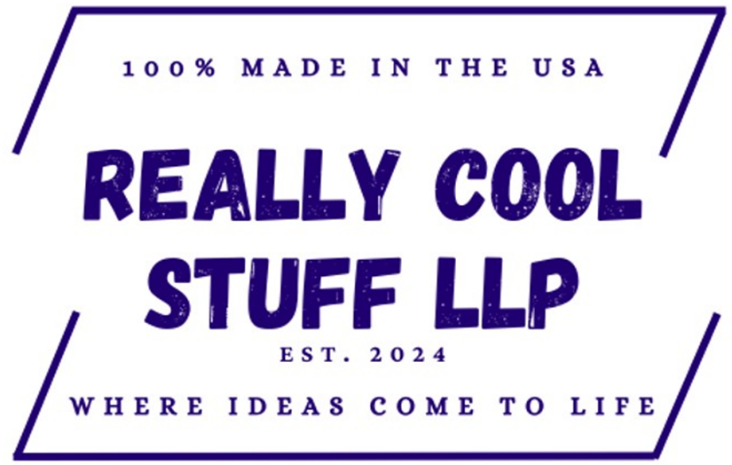 100% MADE IN THE USA
REALLY COOL
STUFF LLP
EST. 2024
WHERE IDEAS COME TO LIFE